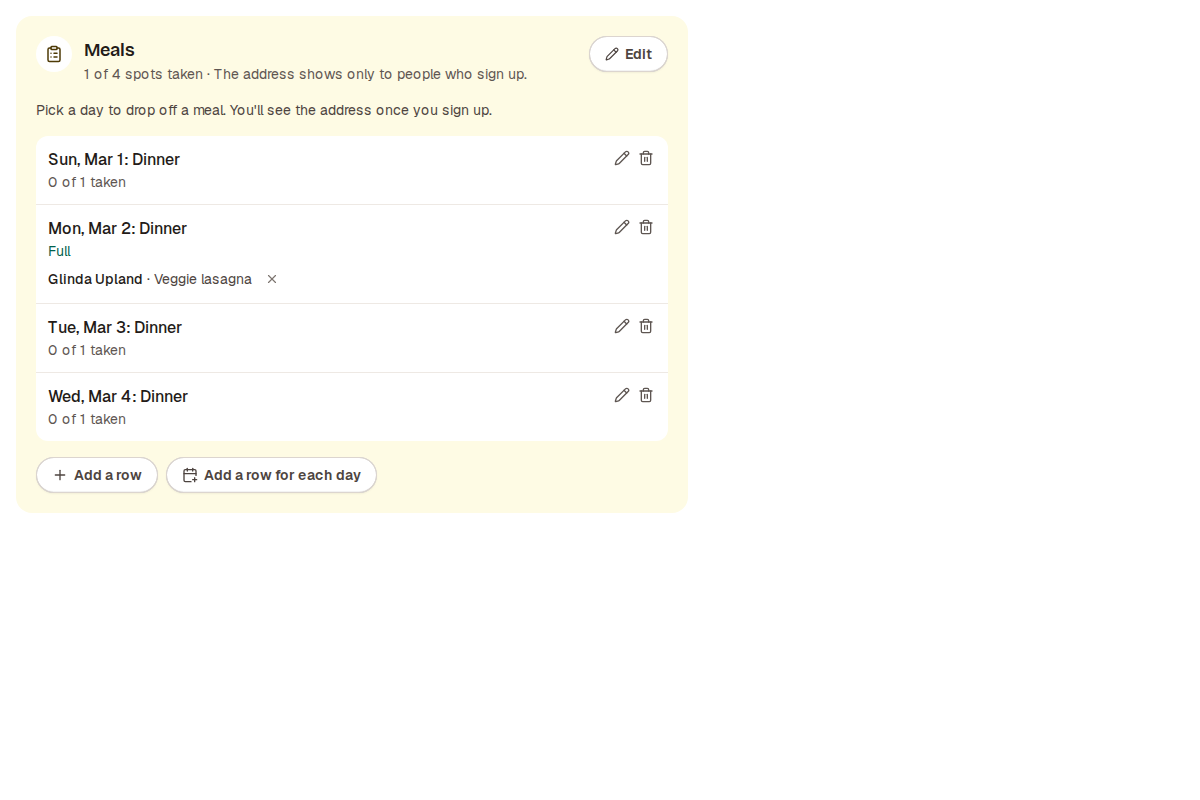 Meals
Edit
1 of 4 spots taken · The address shows only to people who sign up.
Pick a day to drop off a meal. You'll see the address once you sign up.
Sun, Mar 1: Dinner
0 of 1 taken
Mon, Mar 2: Dinner
Full
Glinda Upland · Veggie lasagna
Tue, Mar 3: Dinner
0 of 1 taken
Wed, Mar 4: Dinner
0 of 1 taken
Add a row
Add a row for each day